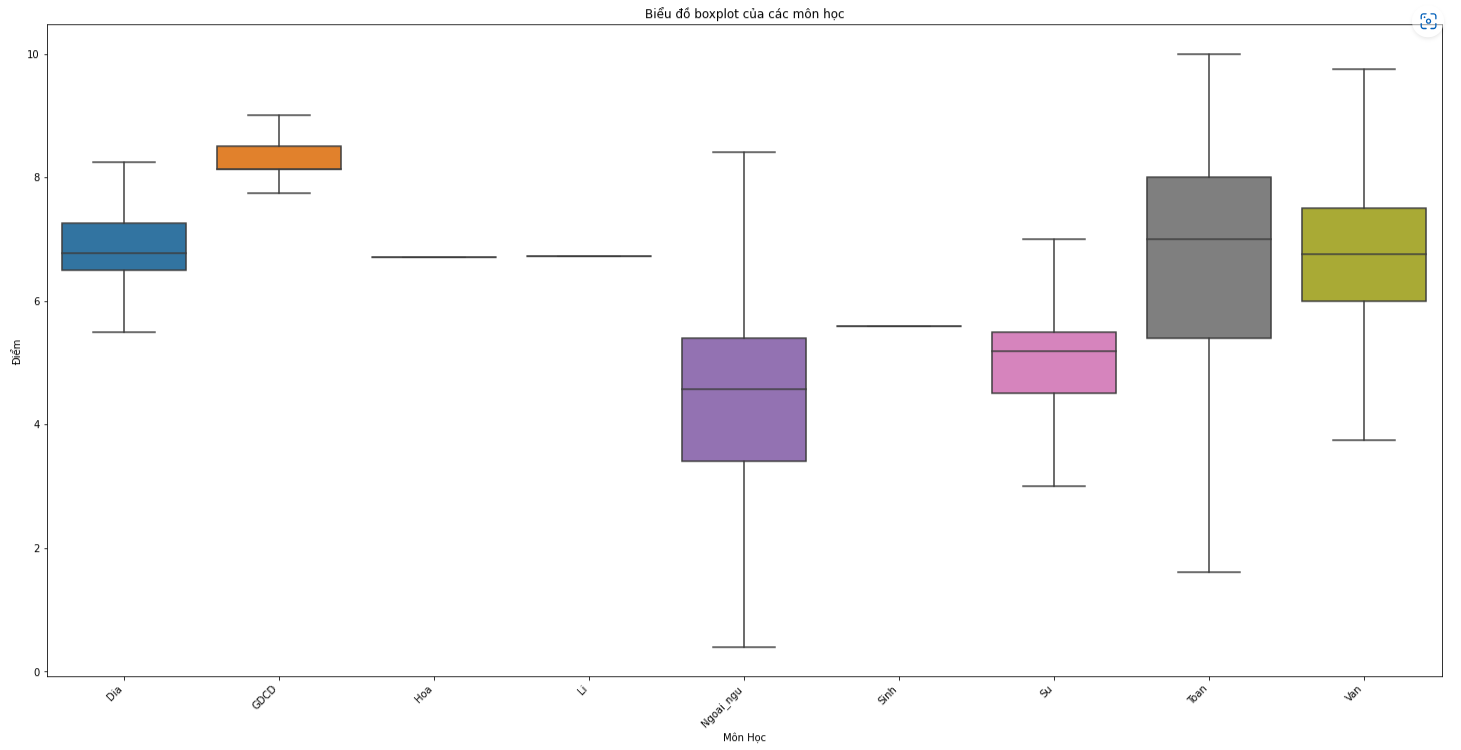 Biểu đồ boxplot của các môn học
10
8
6
4
2
0
Điểm
Dia
GDCD
Hoa
Li
Ngoai_ngu
Sinh
Su
Toan
Van
Môn Học